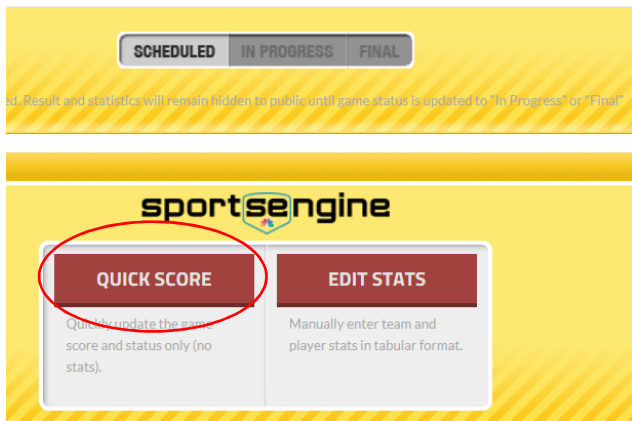 SCHEDULED IN PROGRESS FINAL
ed. Result and statistics will remain hidden to public until game status is updated to "In Progress" or "Final"
sportsengine
QUICK SCORE
EDIT STATS
Quickly update the game
score and status only (no
stats).
Manually enter team and
player stats in tabular format.